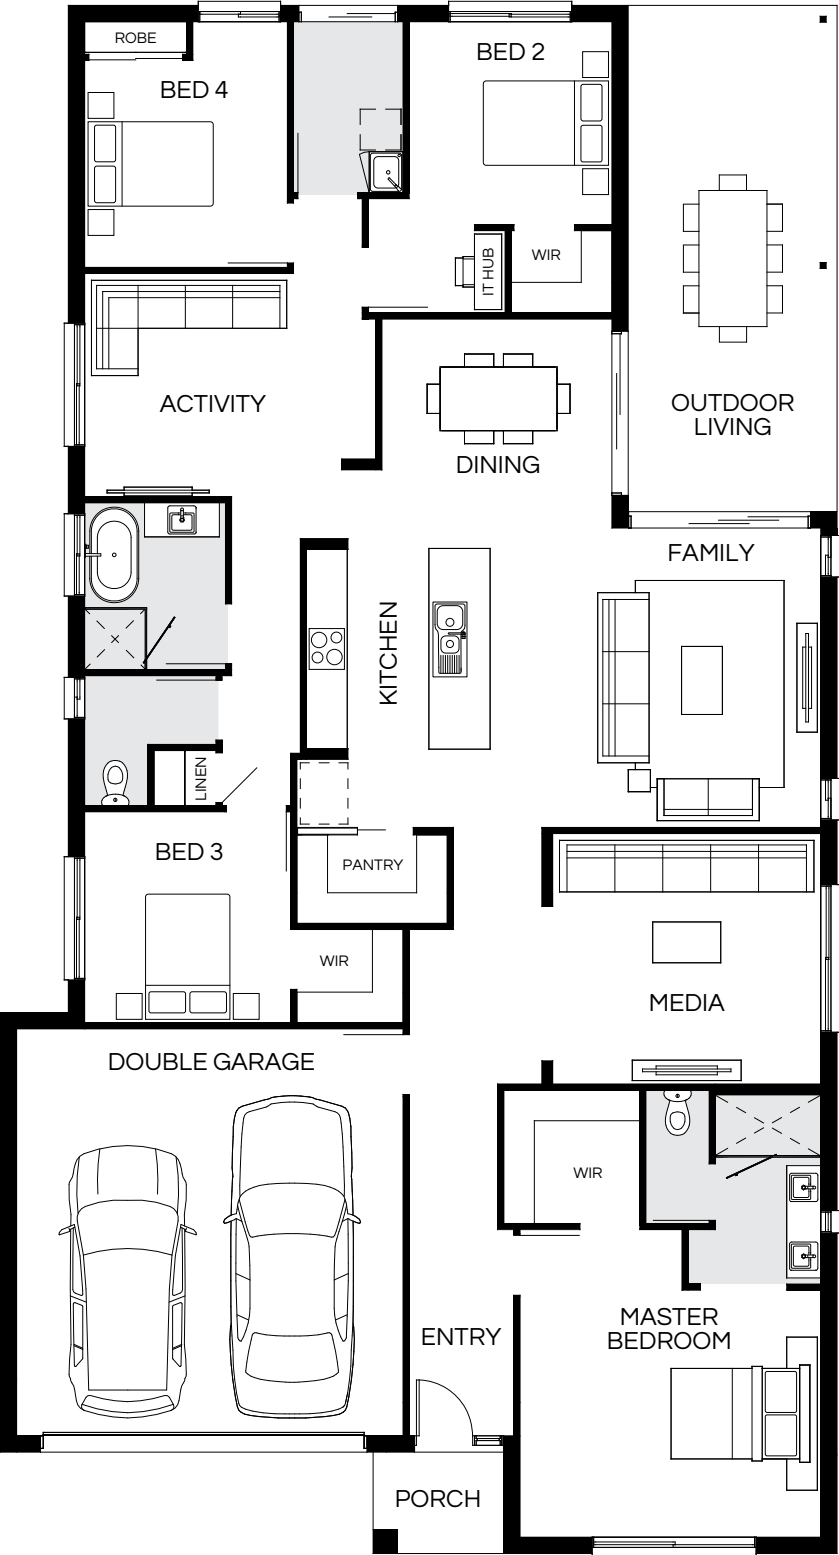 ROBE
BED 4
BED 2
IT HUB
WIR
ACTIVITY
DINING
OUTDOOR
LIVING
FAMILY
KITCHEN
LINEN
BED 3
PANTRY
WIR
MEDIA
DOUBLE GARAGE
WIR
ENTRY
MASTER
BEDROOM
PORCH